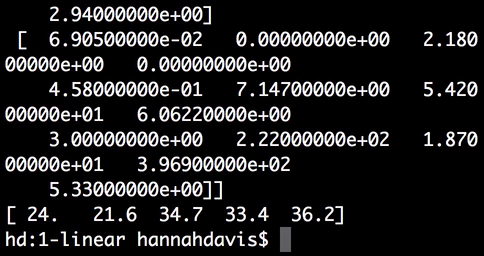 2.94000000e+00]
[  6.90500000e-02   0.00000000e+00   2.180
00000e+00   0.00000000e+00
4.58000000e-01   7.14700000e+00   5.420
00000e+01   6.06220000e+00
3.00000000e+00   2.22000000e+02   1.870
00000e+01   3.96900000e+02
5.33000000e+00]]
[ 24.   21.6  34.7  33.4  36.2]
hd:1-linear hannahdavis$